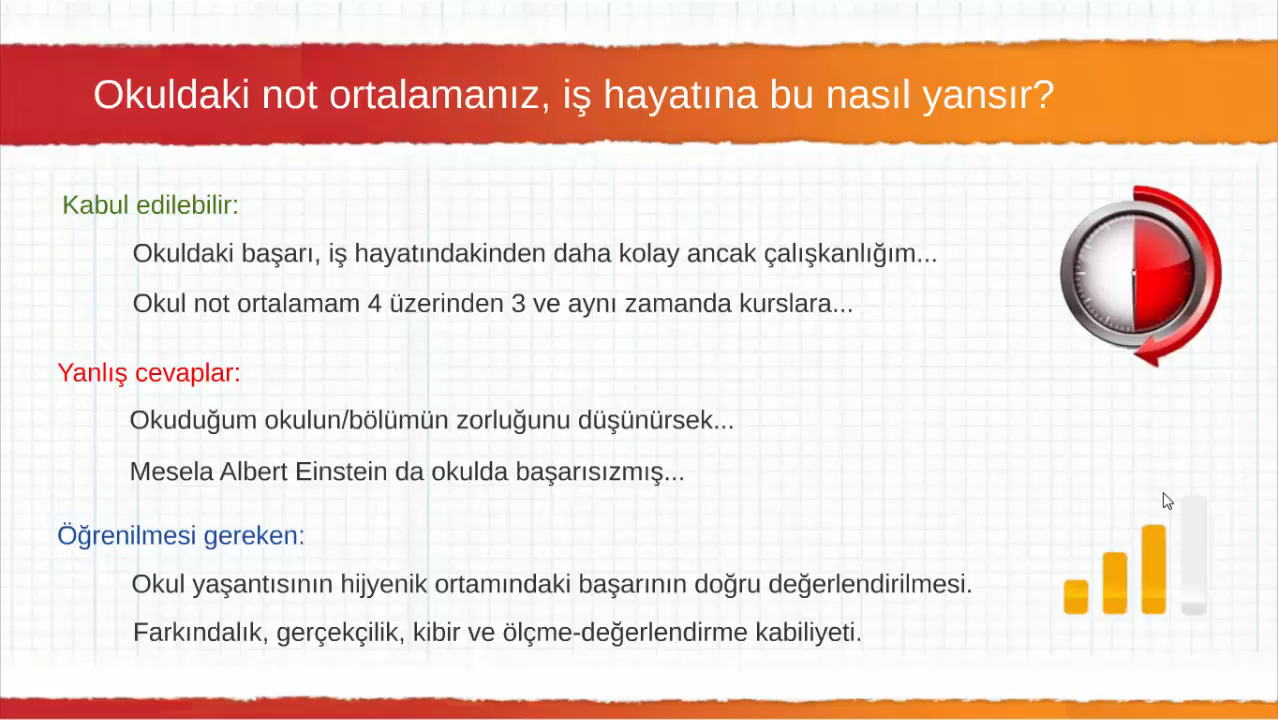 Okuldaki not ortalamanız, iş hayatına bu nasıl yansır?
Kabul edilebilir:
Okuldaki başarı, iş hayatındakinden daha kolay ancak çalışkanlığım...
Okul not ortalamam 4 üzerinden 3 ve aynı zamanda kurslara...
Yanlış cevaplar:
Okuduğum okulun/bölümün zorluğunu düşünürsek...
Mesela Albert Einstein da okulda başarısızmış...
Öğrenilmesi gereken:
Okul yaşantısının hijyenik ortamındaki başarının doğru değerlendirilmesi.
Farkındalık, gerçekçilik, kibir ve ölçme-değerlendirme kabiliyeti.